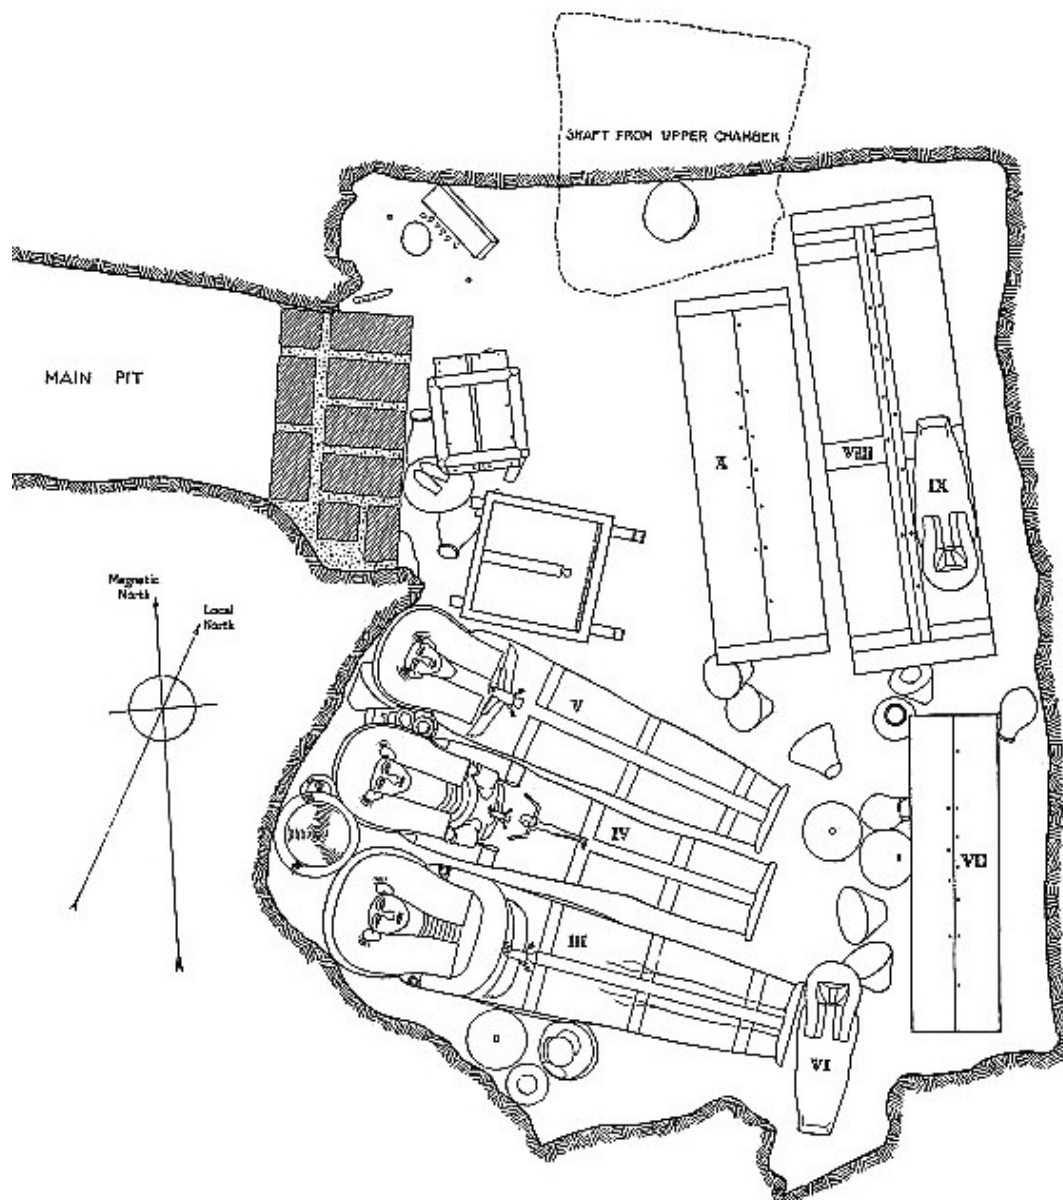 SHAFT FROM UPPER CHAMBER
MAIN PIT
X
VIII
IX
Magnetic
North
Local
North
V
IV
VII
III
VI